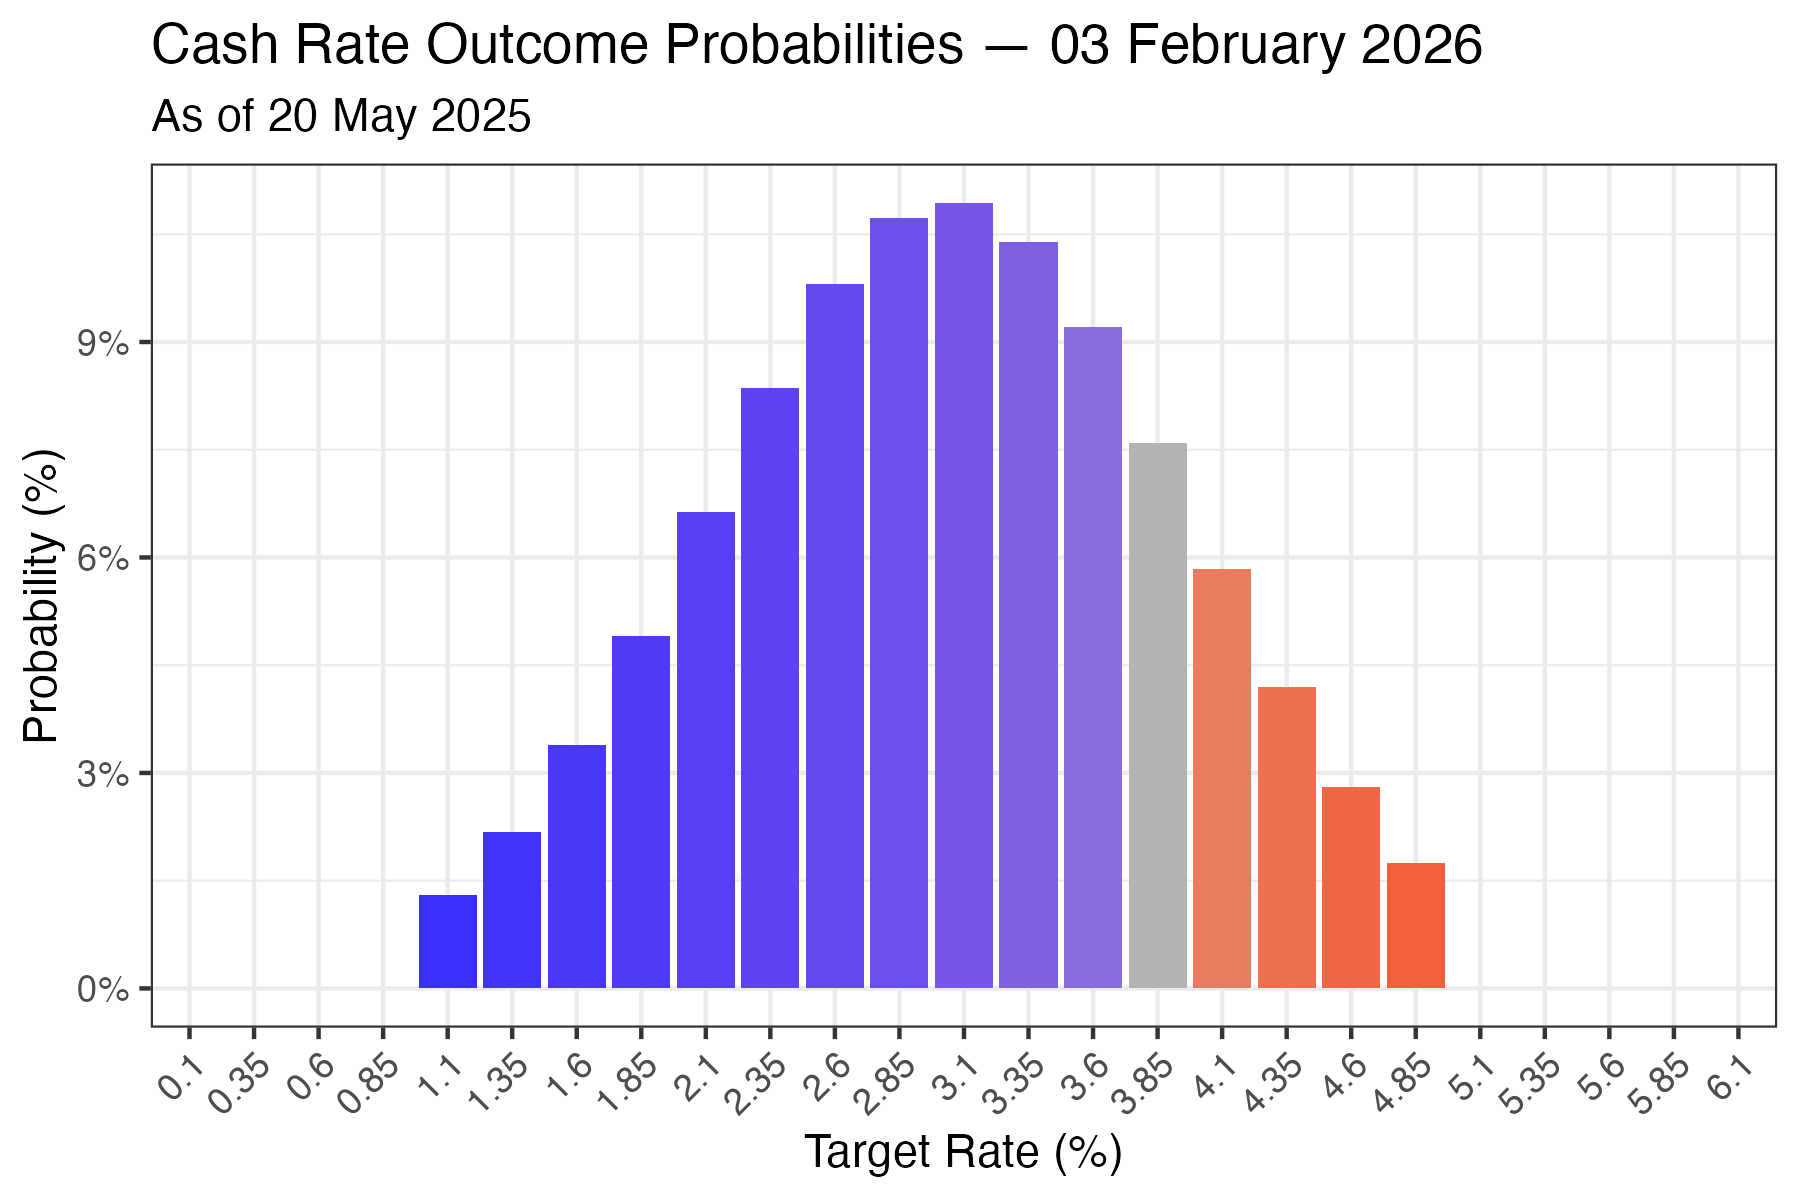 Cash Rate Outcome Probabilities — 03 February 2026
As of 20 May 2025
Probability (%)
9%
6%
3%
0%
0.1 0.35 0.6 0.85 1.1 1.35 1.6 1.85 2.1 2.35 2.6 2.85 3.1 3.35 3.6 3.85 4.1 4.35 4.6 4.85 5.1 5.35 5.6 5.85 6.1
Target Rate (%)